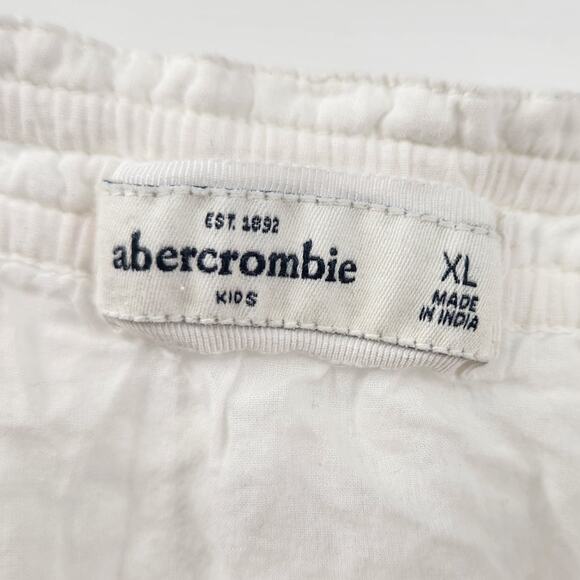 EST. 1892
abercrombie
KIDS
XL
MADE
IN INDIA